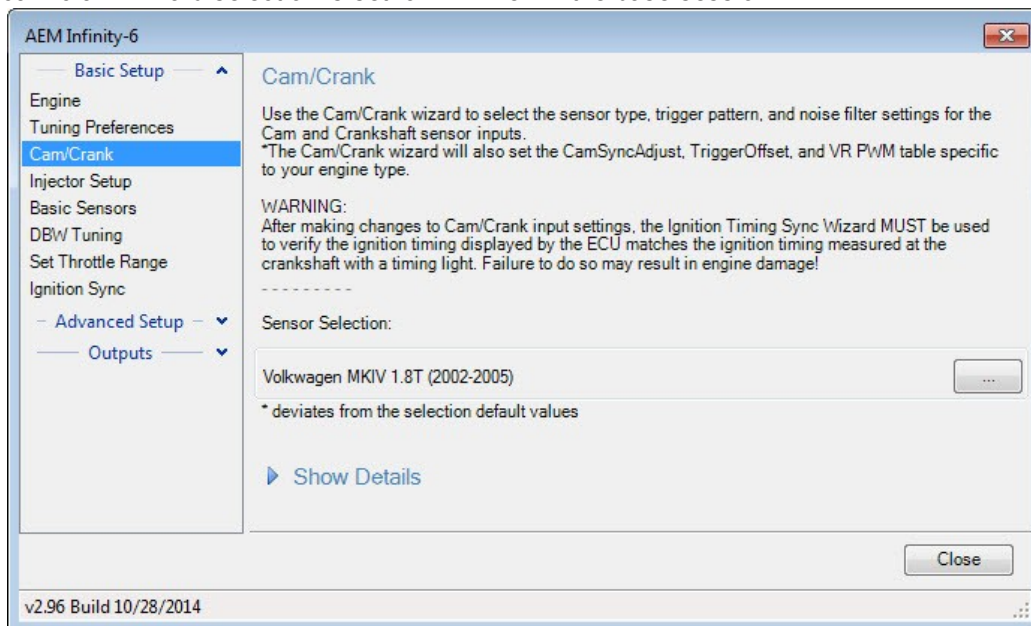 AEM Infinity-6
Basic Setup
Engine
Tuning Preferences
Cam/Crank
Injector Setup
Basic Sensors
DBW Tuning
Set Throttle Range
Ignition Sync
Advanced Setup
Outputs
Cam/Crank
Use the Cam/Crank wizard to select the sensor type, trigger pattern, and noise filter settings for the
Cam and Crankshaft sensor inputs.
*The Cam/Crank wizard will also set the CamSyncAdjust, TriggerOffset, and VR PWM table specific
to your engine type.
WARNING:
After making changes to Cam/Crank input settings, the Ignition Timing Sync Wizard MUST be used
to verify the ignition timing displayed by the ECU matches the ignition timing measured at the
crankshaft with a timing light. Failure to do so may result in engine damage!
- - - - - - - - -
Sensor Selection:
Volkwagen MKIV 1.8T (2002-2005)
...
* deviates from the selection default values
Show Details
Close
v2.96 Build 10/28/2014